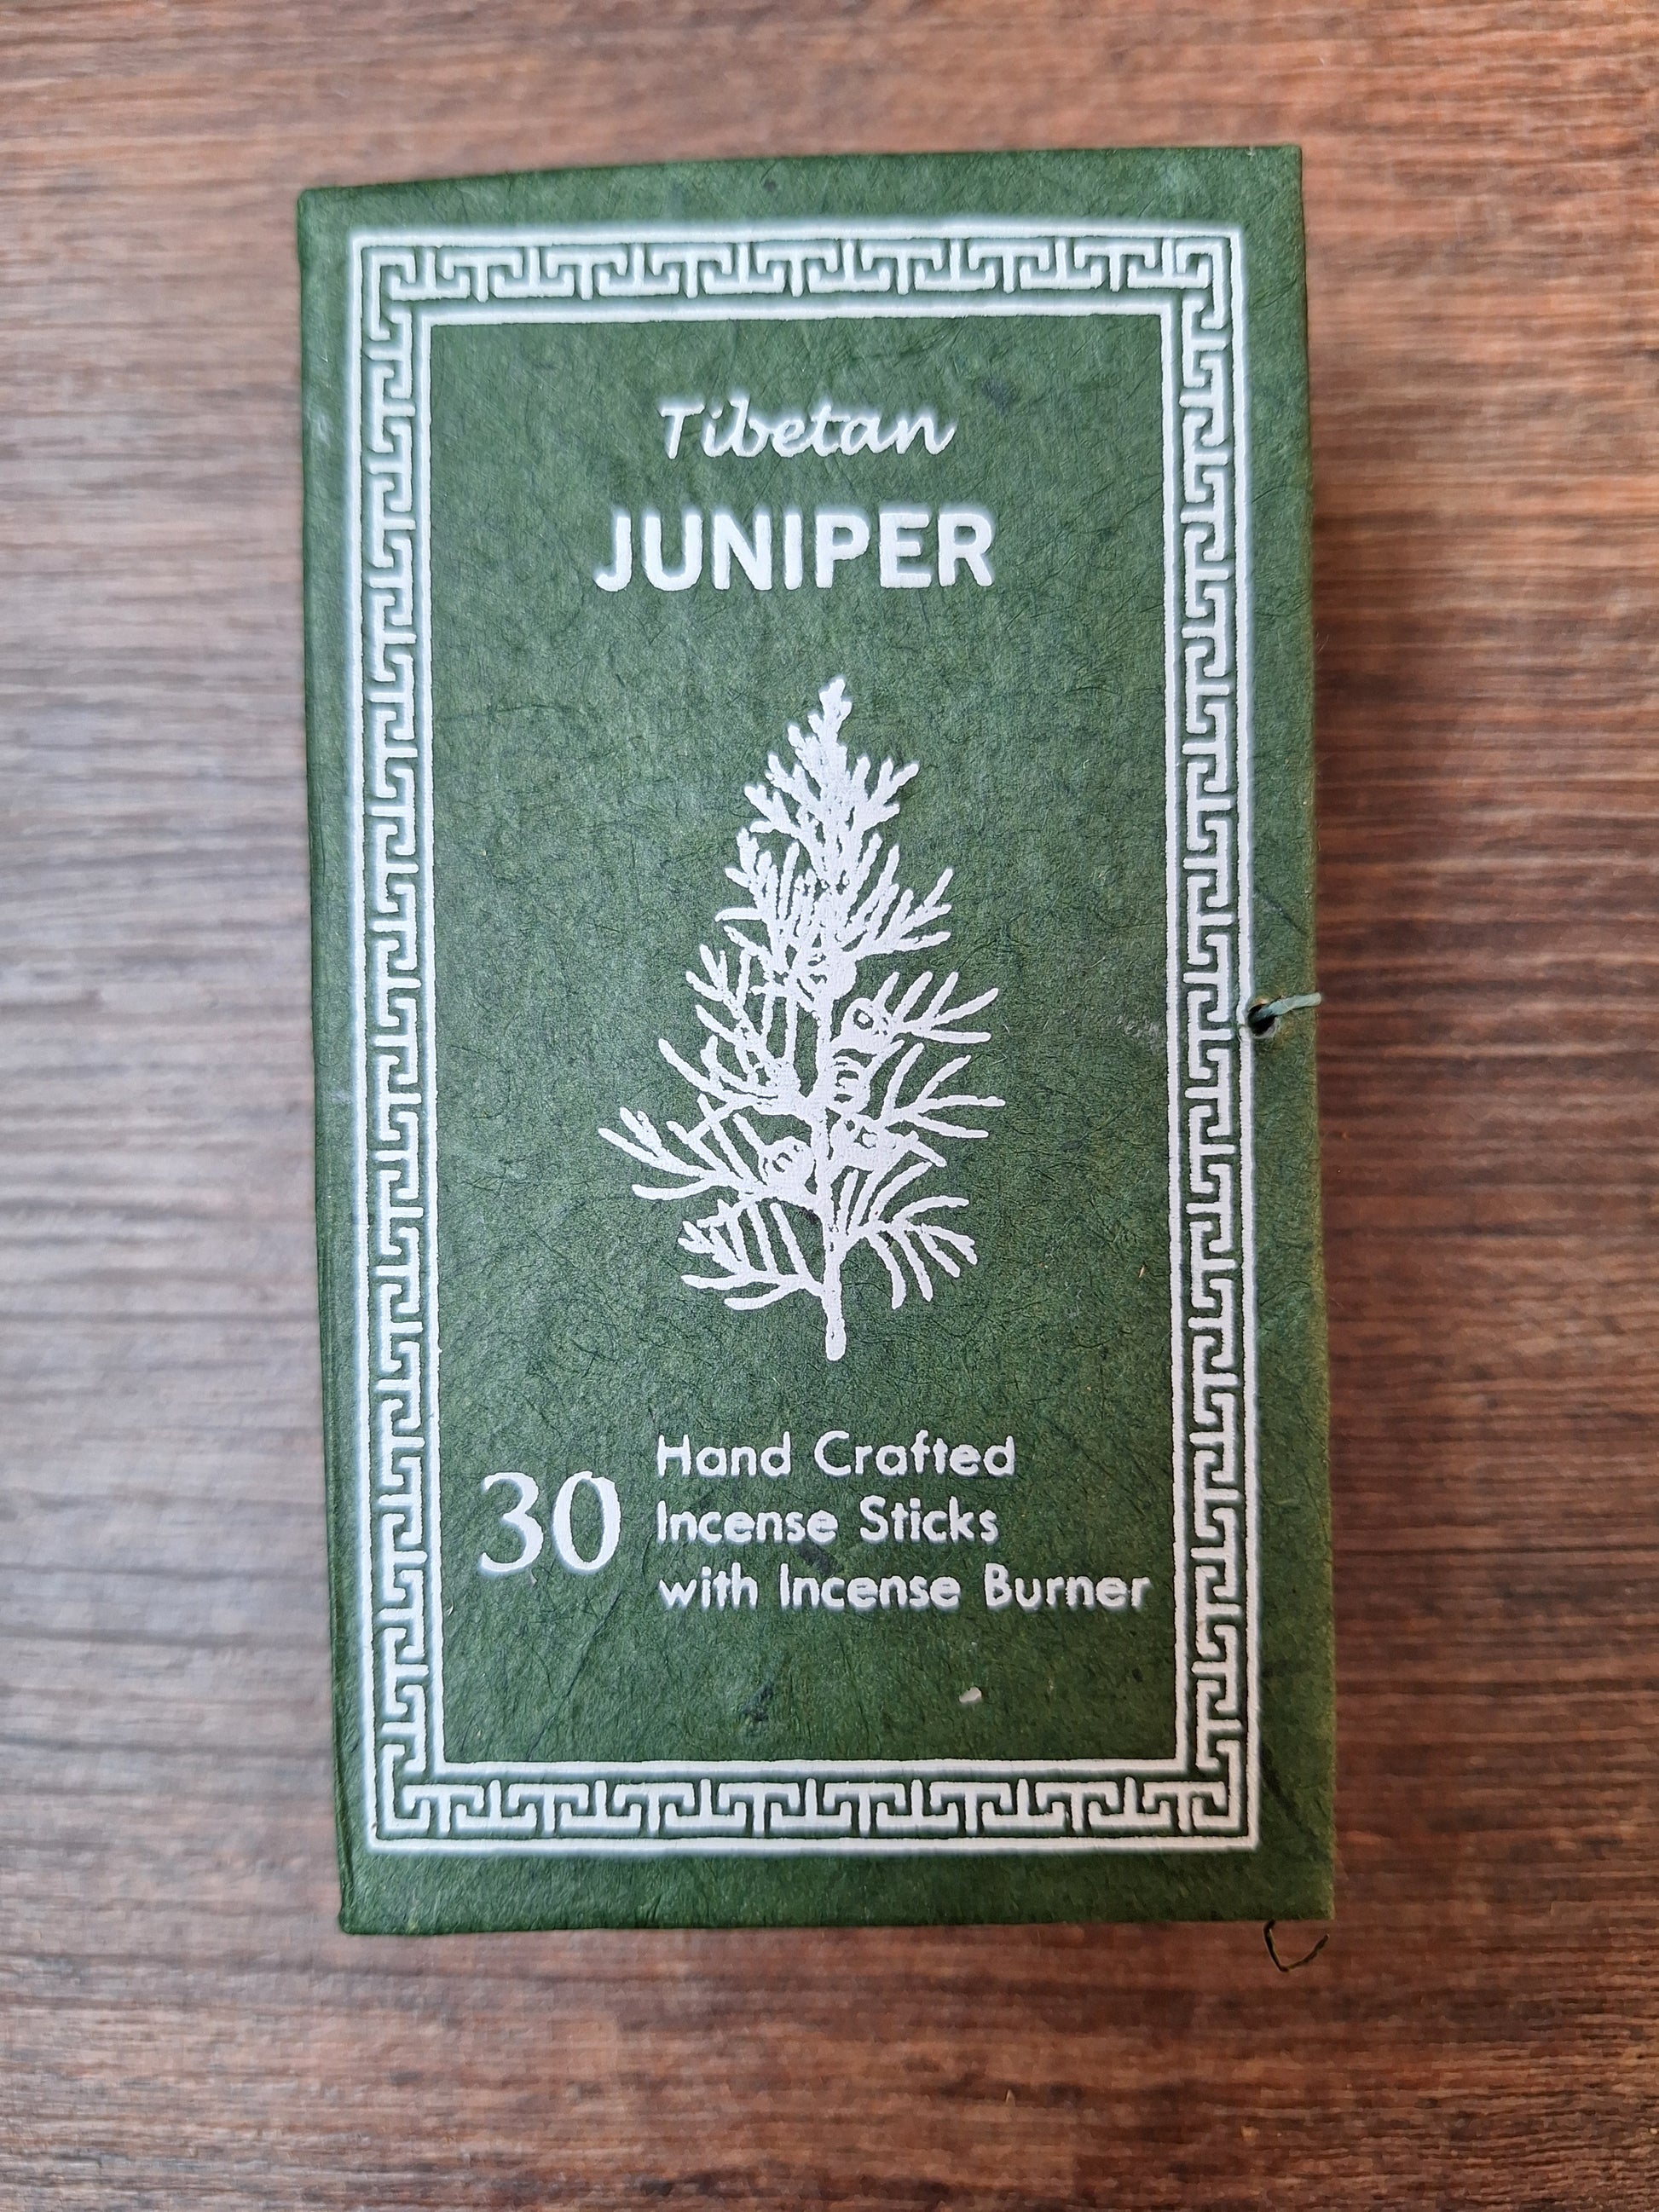 Tibetan
JUNIPER
30
Hand Crafted
Incense Sticks
with Incense Burner